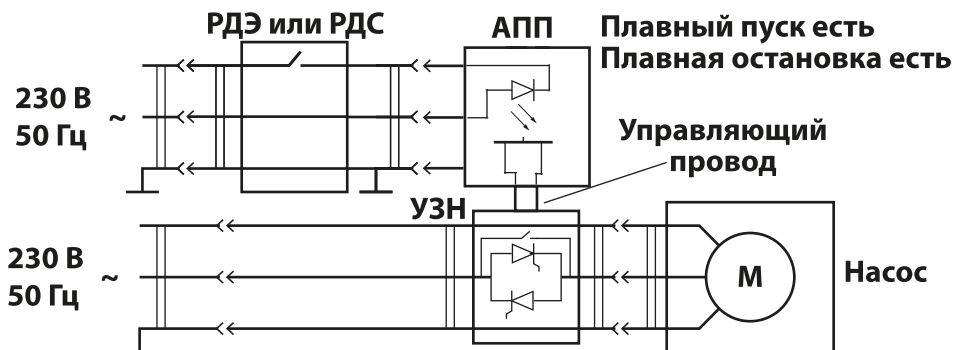 РДЭ или РДС
АПП
Плавный пуск есть
Плавная остановка есть
230 В
50 Гц
~
Управляющий
провод
УЗН
230 В
50 Гц
~
М
Насос